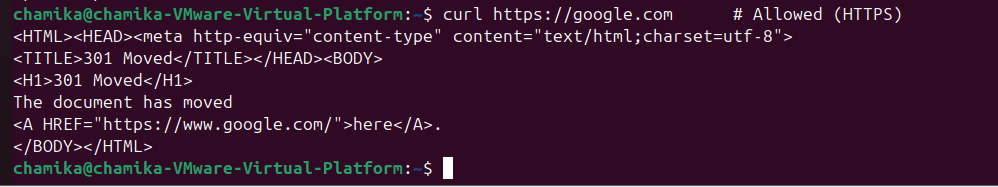 chamika@chamika-VMware-Virtual-Platform:~$ curl https://google.com      # Allowed (HTTPS)
<HTML><HEAD><meta http-equiv="content-type" content="text/html;charset=utf-8">
<TITLE>301 Moved</TITLE></HEAD><BODY>
<H1>301 Moved</H1>
The document has moved
<A HREF="https://www.google.com/">here</A>.
</BODY></HTML>
chamika@chamika-VMware-Virtual-Platform:~$